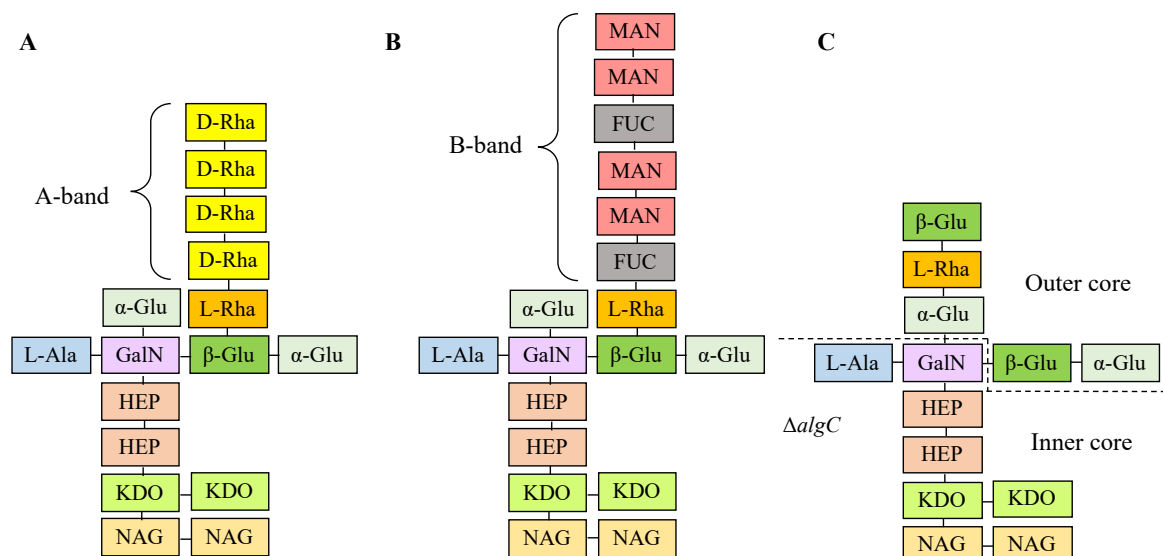 A
D-Rha
D-Rha
D-Rha
D-Rha
A-band
α-Glu
L-Rha
L-Ala
GalN
β-Glu
α-Glu
HEP
HEP
KDO
KDO
NAG
NAG
B
MAN
MAN
FUC
MAN
MAN
FUC
B-band
α-Glu
L-Rha
L-Ala
GalN
β-Glu
α-Glu
HEP
HEP
KDO
KDO
NAG
NAG
C
β-Glu
L-Rha
Outer core
α-Glu
L-Ala
GalN
β-Glu
α-Glu
HEP
ΔalgC
HEP
Inner core
KDO
KDO
NAG
NAG